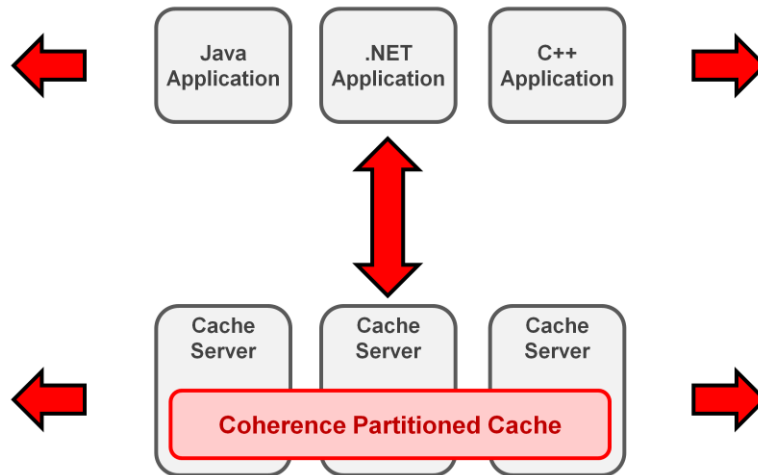 Java
Application
.NET
Application
C++
Application
Cache
Server
Cache
Server
Cache
Server
Coherence Partitioned Cache